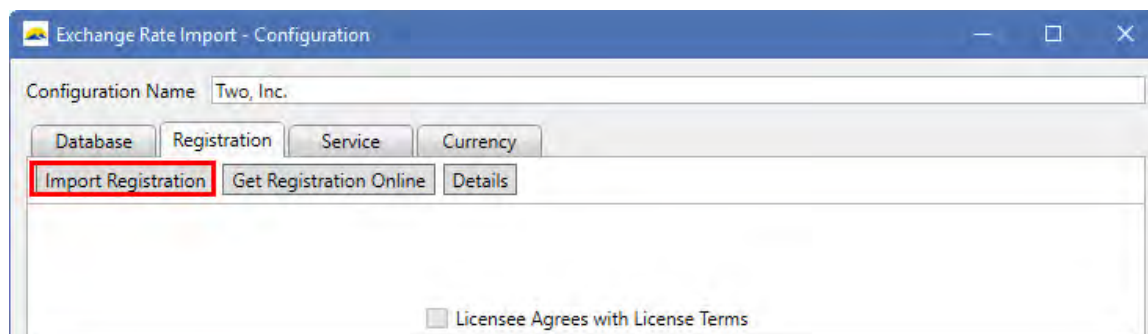 Exchange Rate Import - Configuration
Configuration Name Two, Inc.
Database Registration Service Currency
Import Registration Get Registration Online Details
Licensee Agrees with License Terms